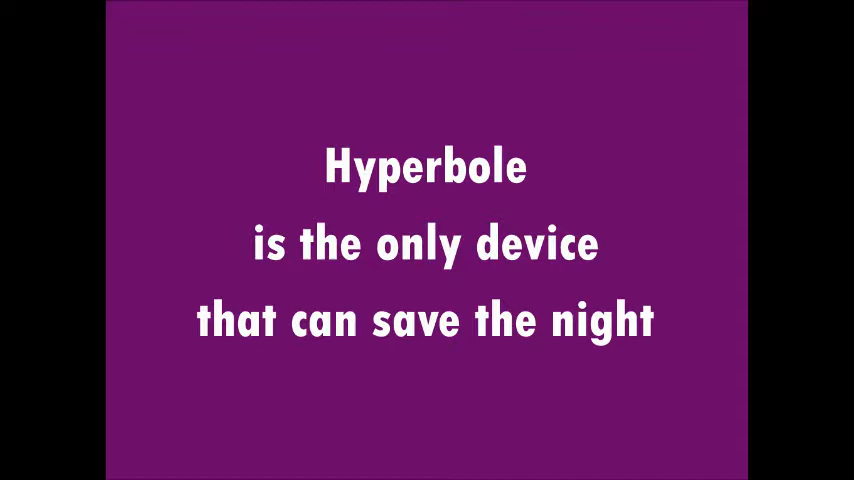 Hyperbole
is the only device
that can save the night